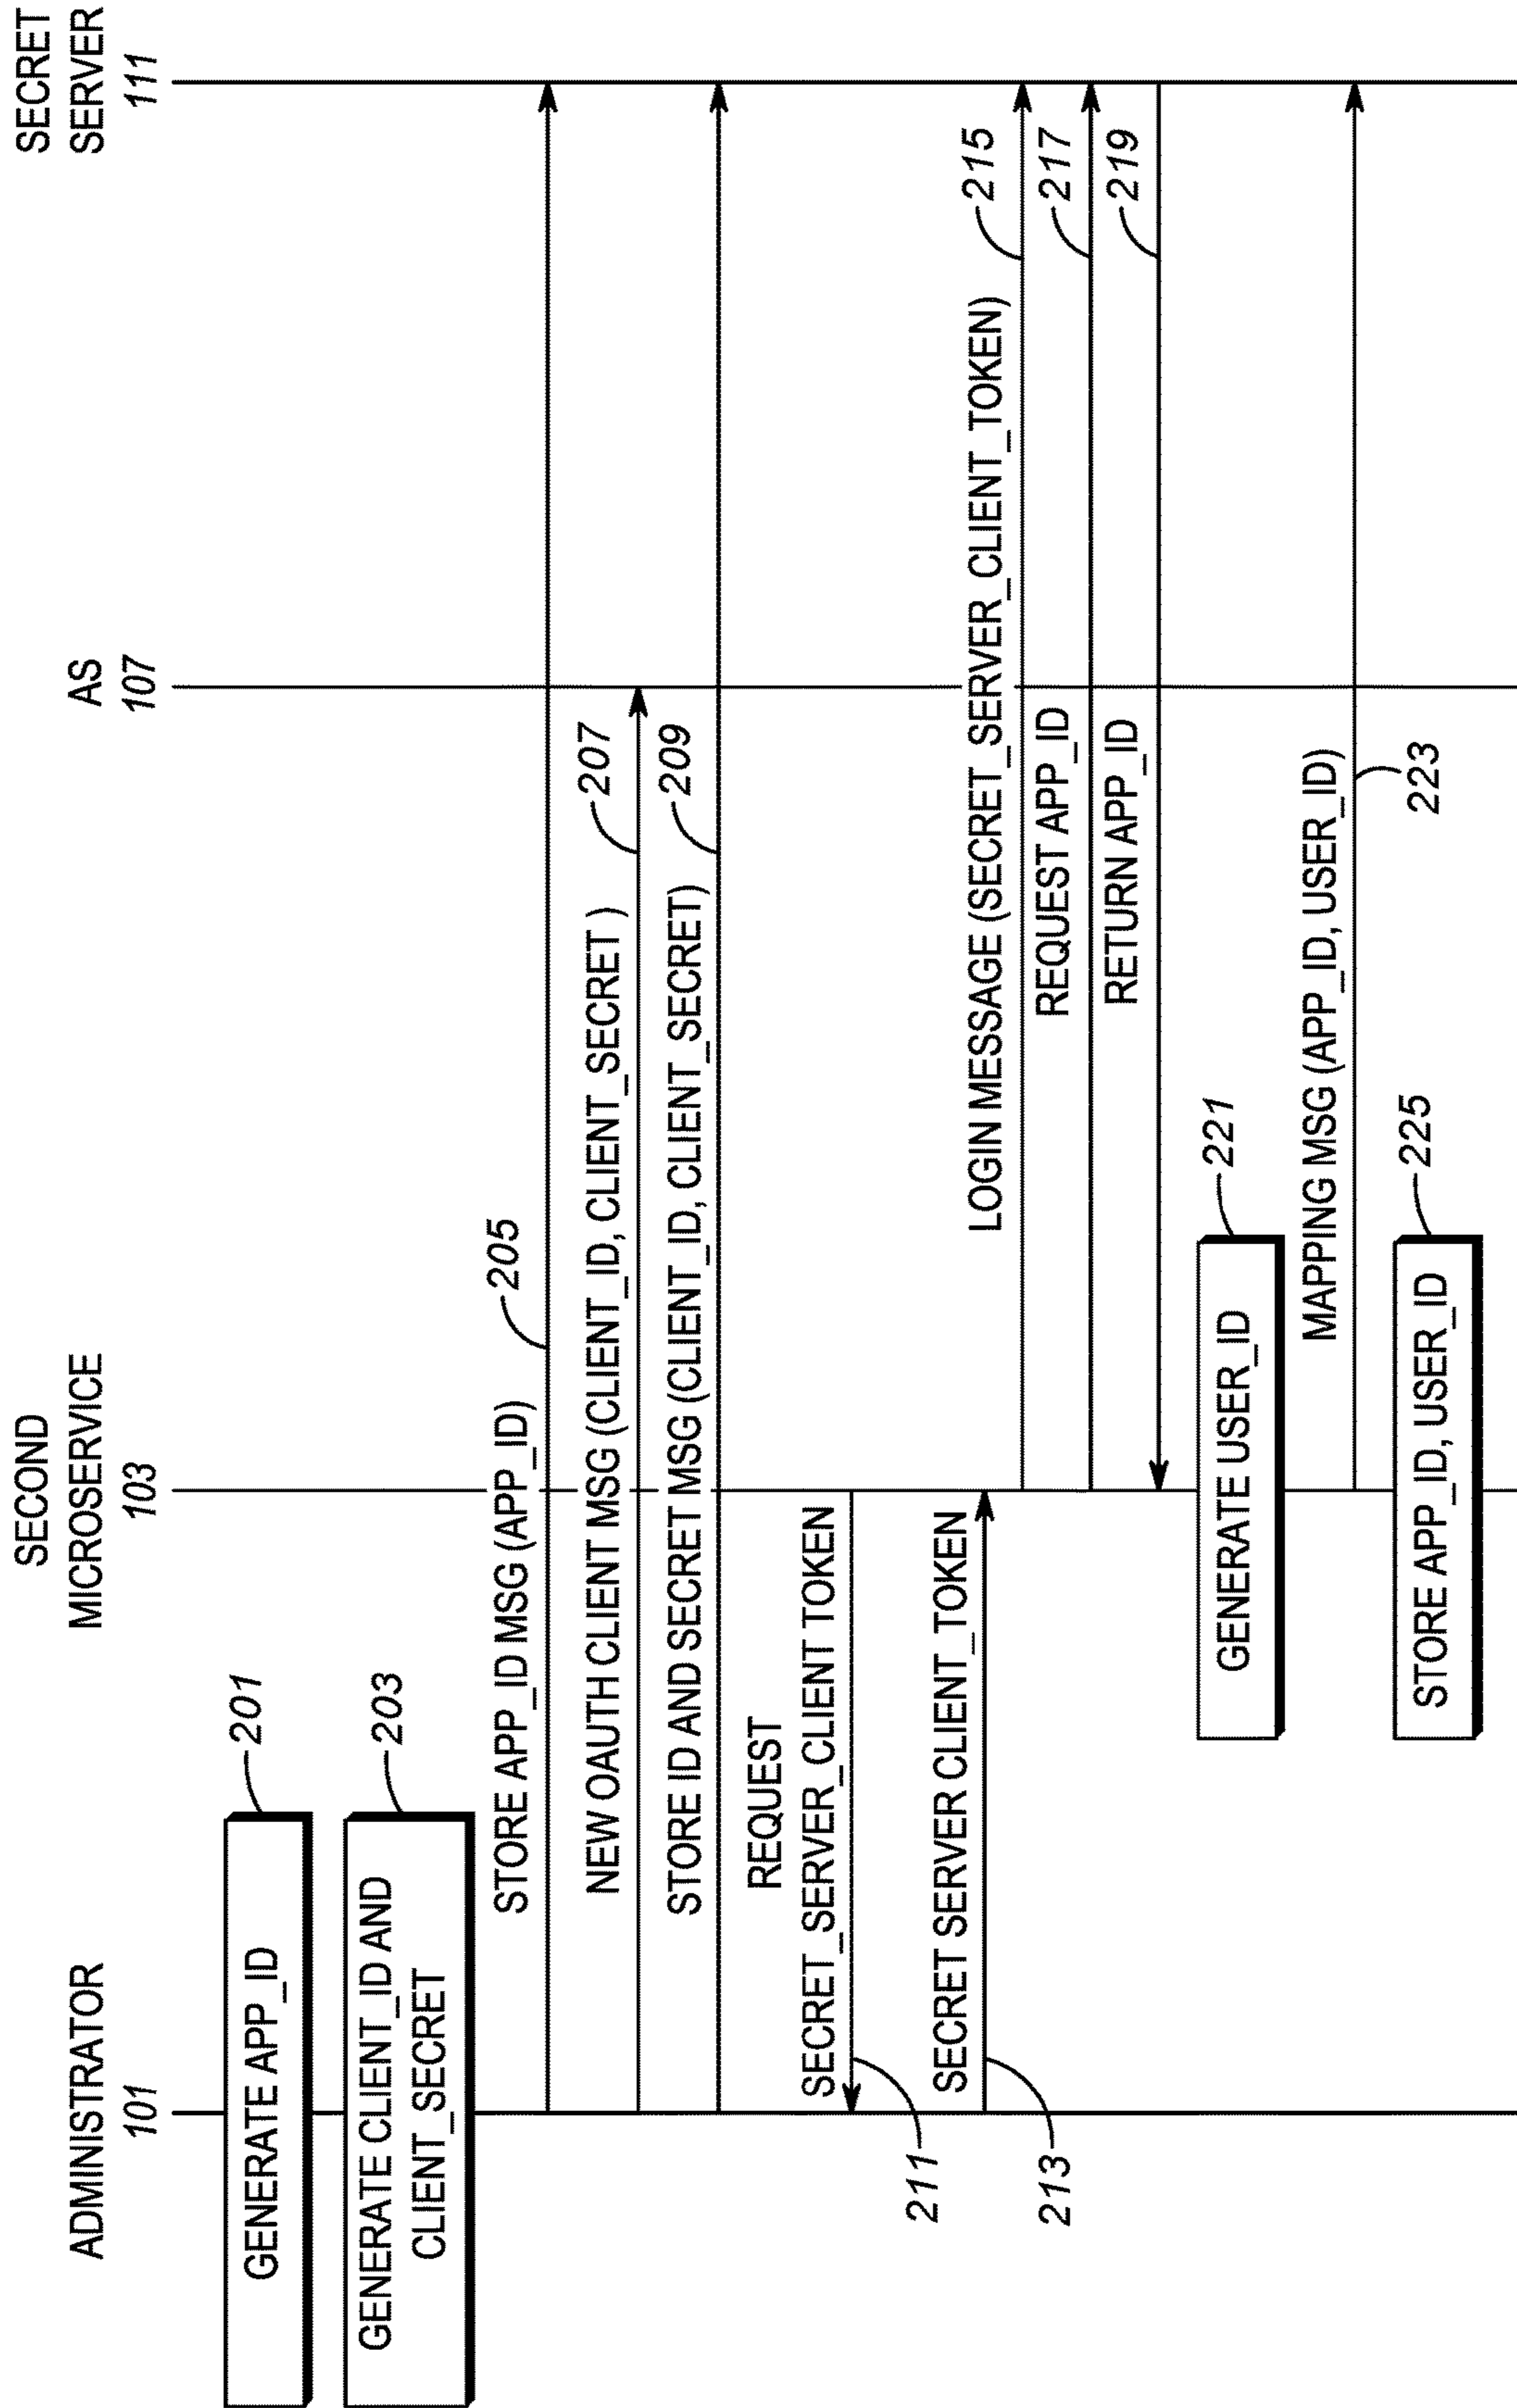 ADMINISTRATOR
101
SECOND
MICROSERVICE
103
AS
107
SECRET
SERVER
111
GENERATE APP_ID
201
GENERATE CLIENT_ID AND
CLIENT_SECRET
203
STORE APP_ID MSG (APP_ID)
205
NEW OAUTH CLIENT MSG (CLIENT_ID, CLIENT_SECRET )
207
STORE ID AND SECRET MSG (CLIENT_ID, CLIENT_SECRET)
209
REQUEST
SECRET_SERVER_CLIENT TOKEN
211
SECRET SERVER CLIENT_TOKEN
213
LOGIN MESSAGE (SECRET_SERVER_CLIENT_TOKEN)
215
REQUEST APP_ID
217
RETURN APP_ID
219
GENERATE USER_ID
221
MAPPING MSG (APP_ID, USER_ID)
223
STORE APP_ID, USER_ID
225